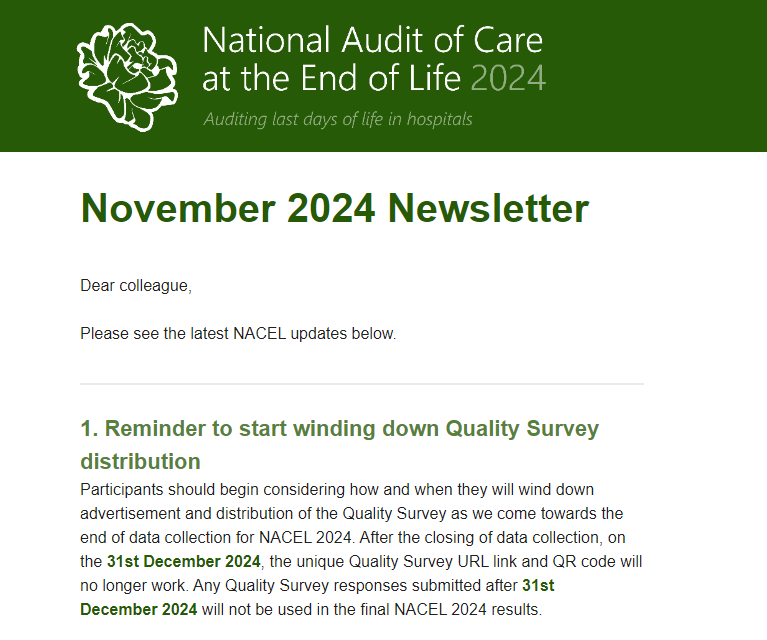 National Audit of Care
at the End of Life 2024
Auditing last days of life in hospitals
November 2024 Newsletter
Dear colleague,
Please see the latest NACEL updates below.
1. Reminder to start winding down Quality Survey
distribution
Participants should begin considering how and when they will wind down
advertisement and distribution of the Quality Survey as we come towards the
end of data collection for NACEL 2024. After the closing of data collection, on
the 31st December 2024, the unique Quality Survey URL link and QR code will
no longer work. Any Quality Survey responses submitted after 31st
December 2024 will not be used in the final NACEL 2024 results.